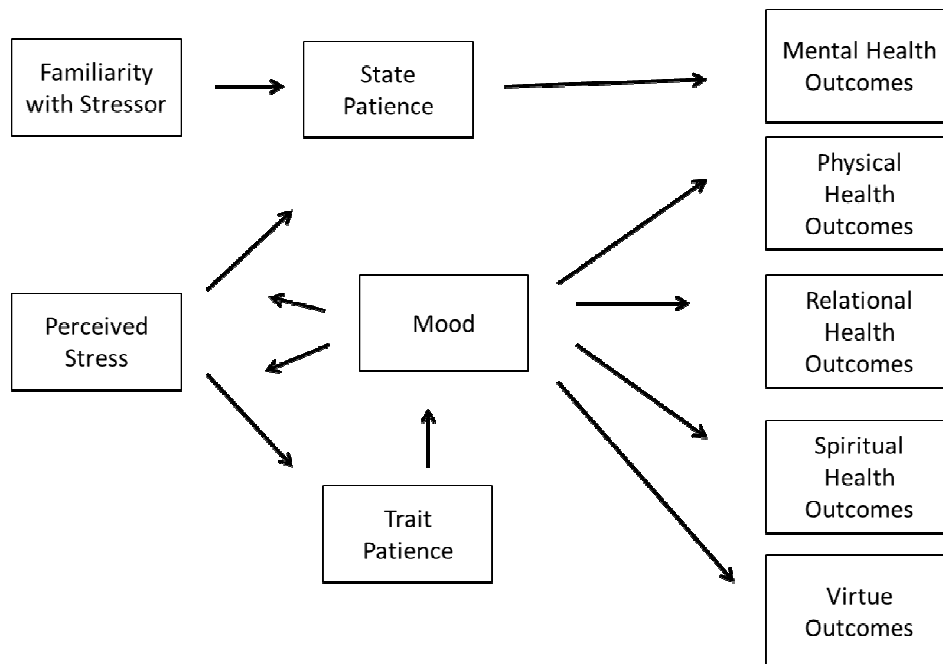 Familiarity
with Stressor
State
Patience
Mental Health
Outcomes
Physical
Health
Outcomes
Perceived
Stress
Mood
Relational
Health
Outcomes
Trait
Patience
Spiritual
Health
Outcomes
Virtue
Outcomes